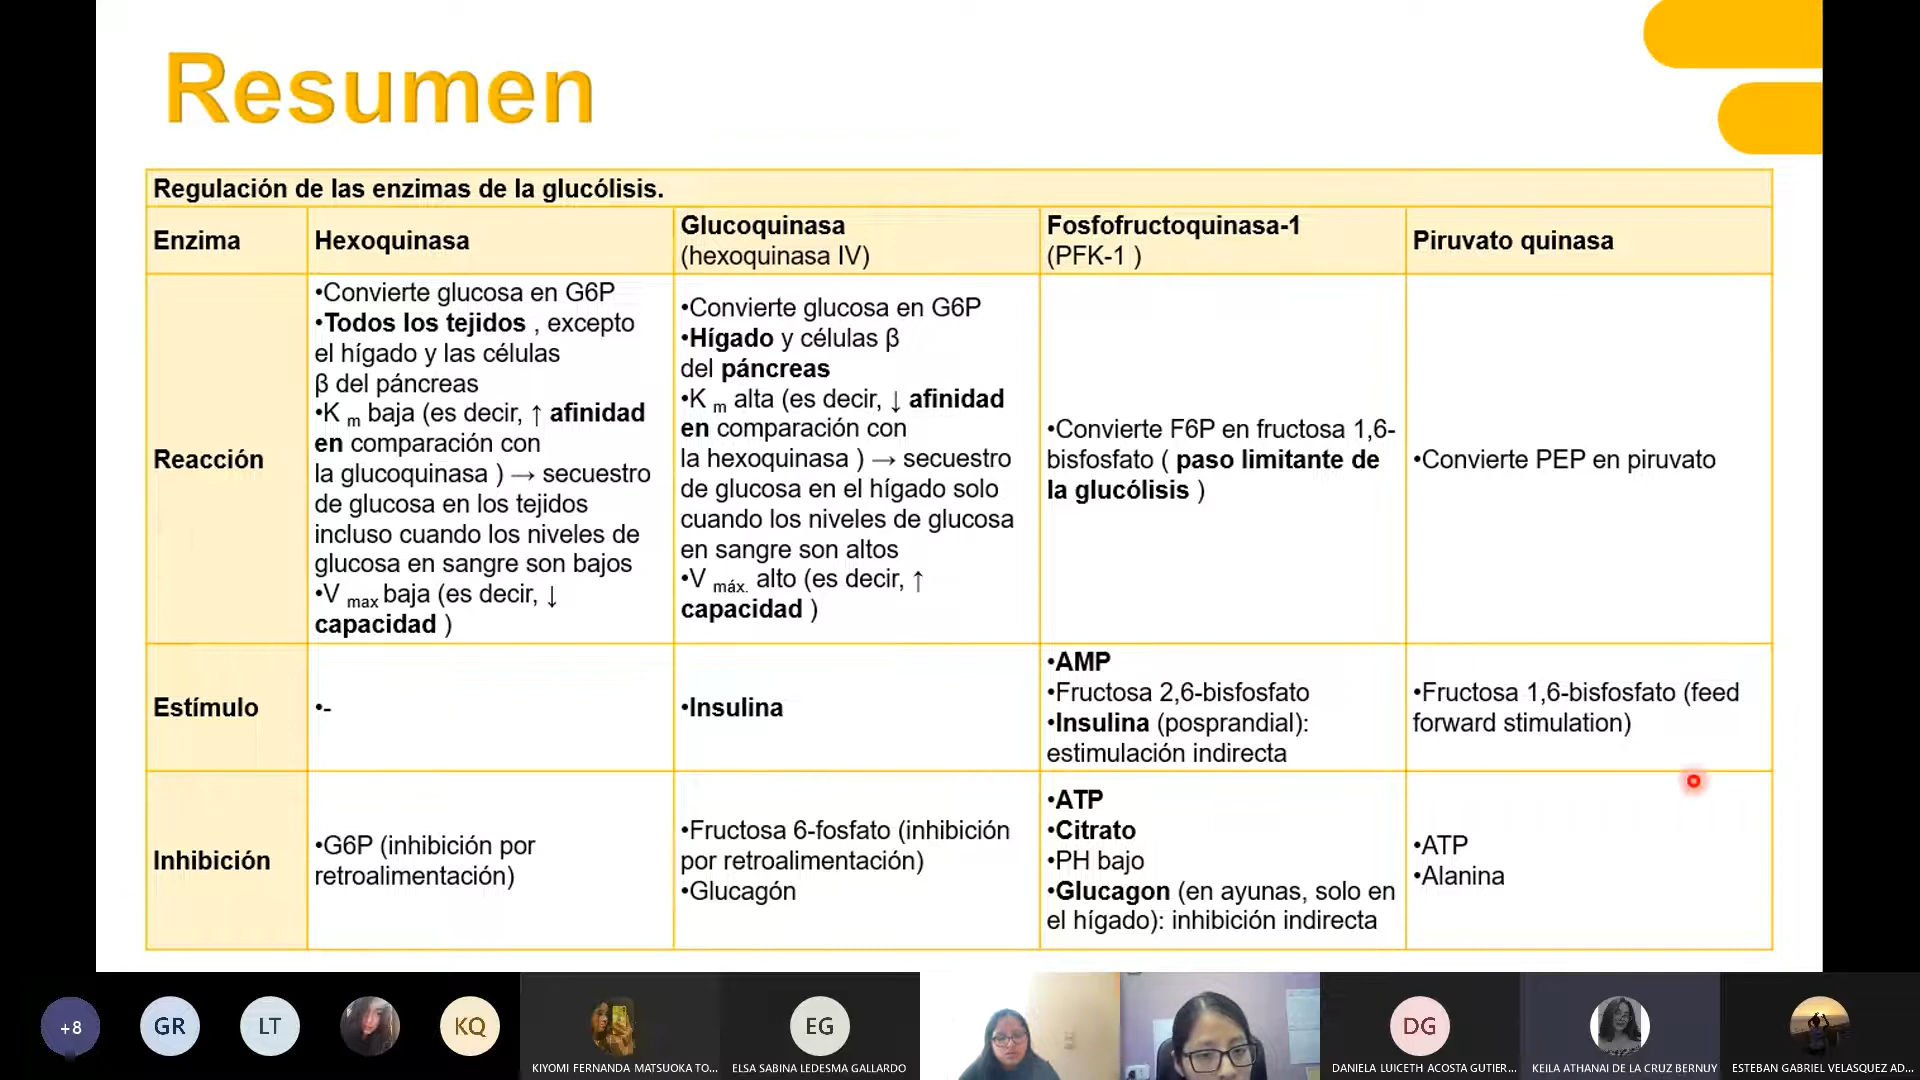 Resumen
Regulación de las enzimas de la glucólisis.
Enzima
Hexoquinasa
Glucoquinasa
(hexoquinasa IV)
Fosfofructoquinasa-1
(PFK-1 )
Piruvato quinasa
Reacción
•Convierte glucosa en G6P
•Todos los tejidos , excepto
el hígado y las células
β del páncreas
•K m baja (es decir, ↑ afinidad
en comparación con
la glucoquinasa ) → secuestro
de glucosa en los tejidos
incluso cuando los niveles de
glucosa en sangre son bajos
•V max baja (es decir, ↓
capacidad )
•Convierte glucosa en G6P
•Hígado y células β
del páncreas
•K m alta (es decir, ↓ afinidad
en comparación con
la hexoquinasa ) → secuestro
de glucosa en el hígado solo
cuando los niveles de glucosa
en sangre son altos
•V máx. alto (es decir, ↑
capacidad )
•Convierte F6P en fructosa 1,6-
bisfosfato ( paso limitante de
la glucólisis )
•Convierte PEP en piruvato
Estímulo
•-
•Insulina
•AMP
•Fructosa 2,6-bisfosfato
•Insulina (posprandial):
estimulación indirecta
•Fructosa 1,6-bisfosfato (feed
forward stimulation)
Inhibición
•G6P (inhibición por
retroalimentación)
•Fructosa 6-fosfato (inhibición
por retroalimentación)
•Glucagón
•ATP
•Citrato
•PH bajo
•Glucagon (en ayunas, solo en
el hígado): inhibición indirecta
•ATP
•Alanina
+8
GR
LT
KQ
KIYOMI FERNANDA MATSUOKA TO...
EG
ELSA SABINA LEDESMA GALLARDO
DG
DANIELA LUICETH ACOSTA GUTIER...
KEILA ATHANAI DE LA CRUZ BERNUY
ESTEBAN GABRIEL VELASQUEZ AD...